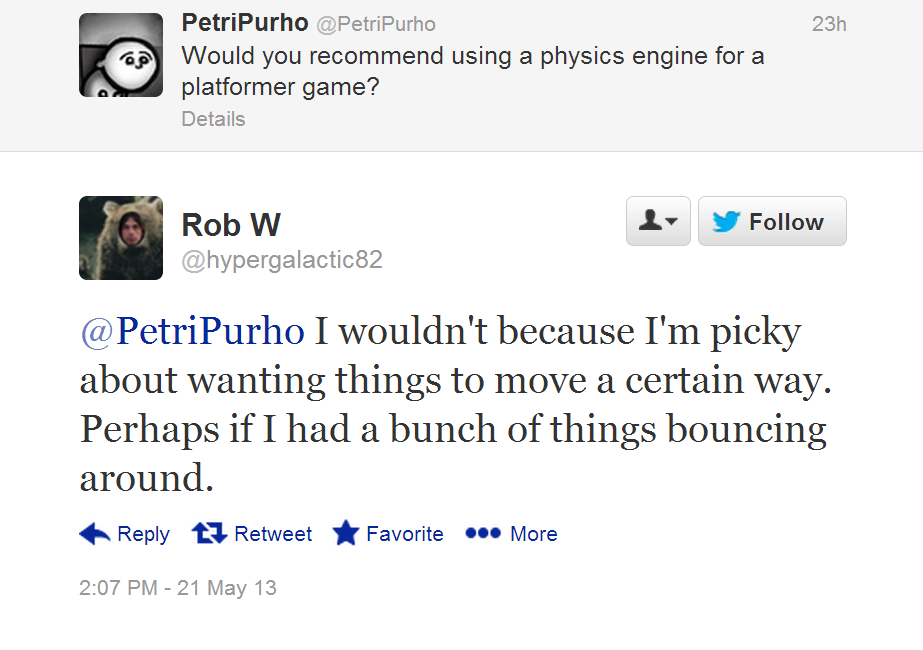 PetriPurho @PetriPurho 23h
Would you recommend using a physics engine for a
platformer game?
Details
Rob W
@hypergalactic82
Follow
@PetriPurho I wouldn't because I'm picky
about wanting things to move a certain way.
Perhaps if I had a bunch of things bouncing
around.
Reply Retweet Favorite More
2:07 PM - 21 May 13